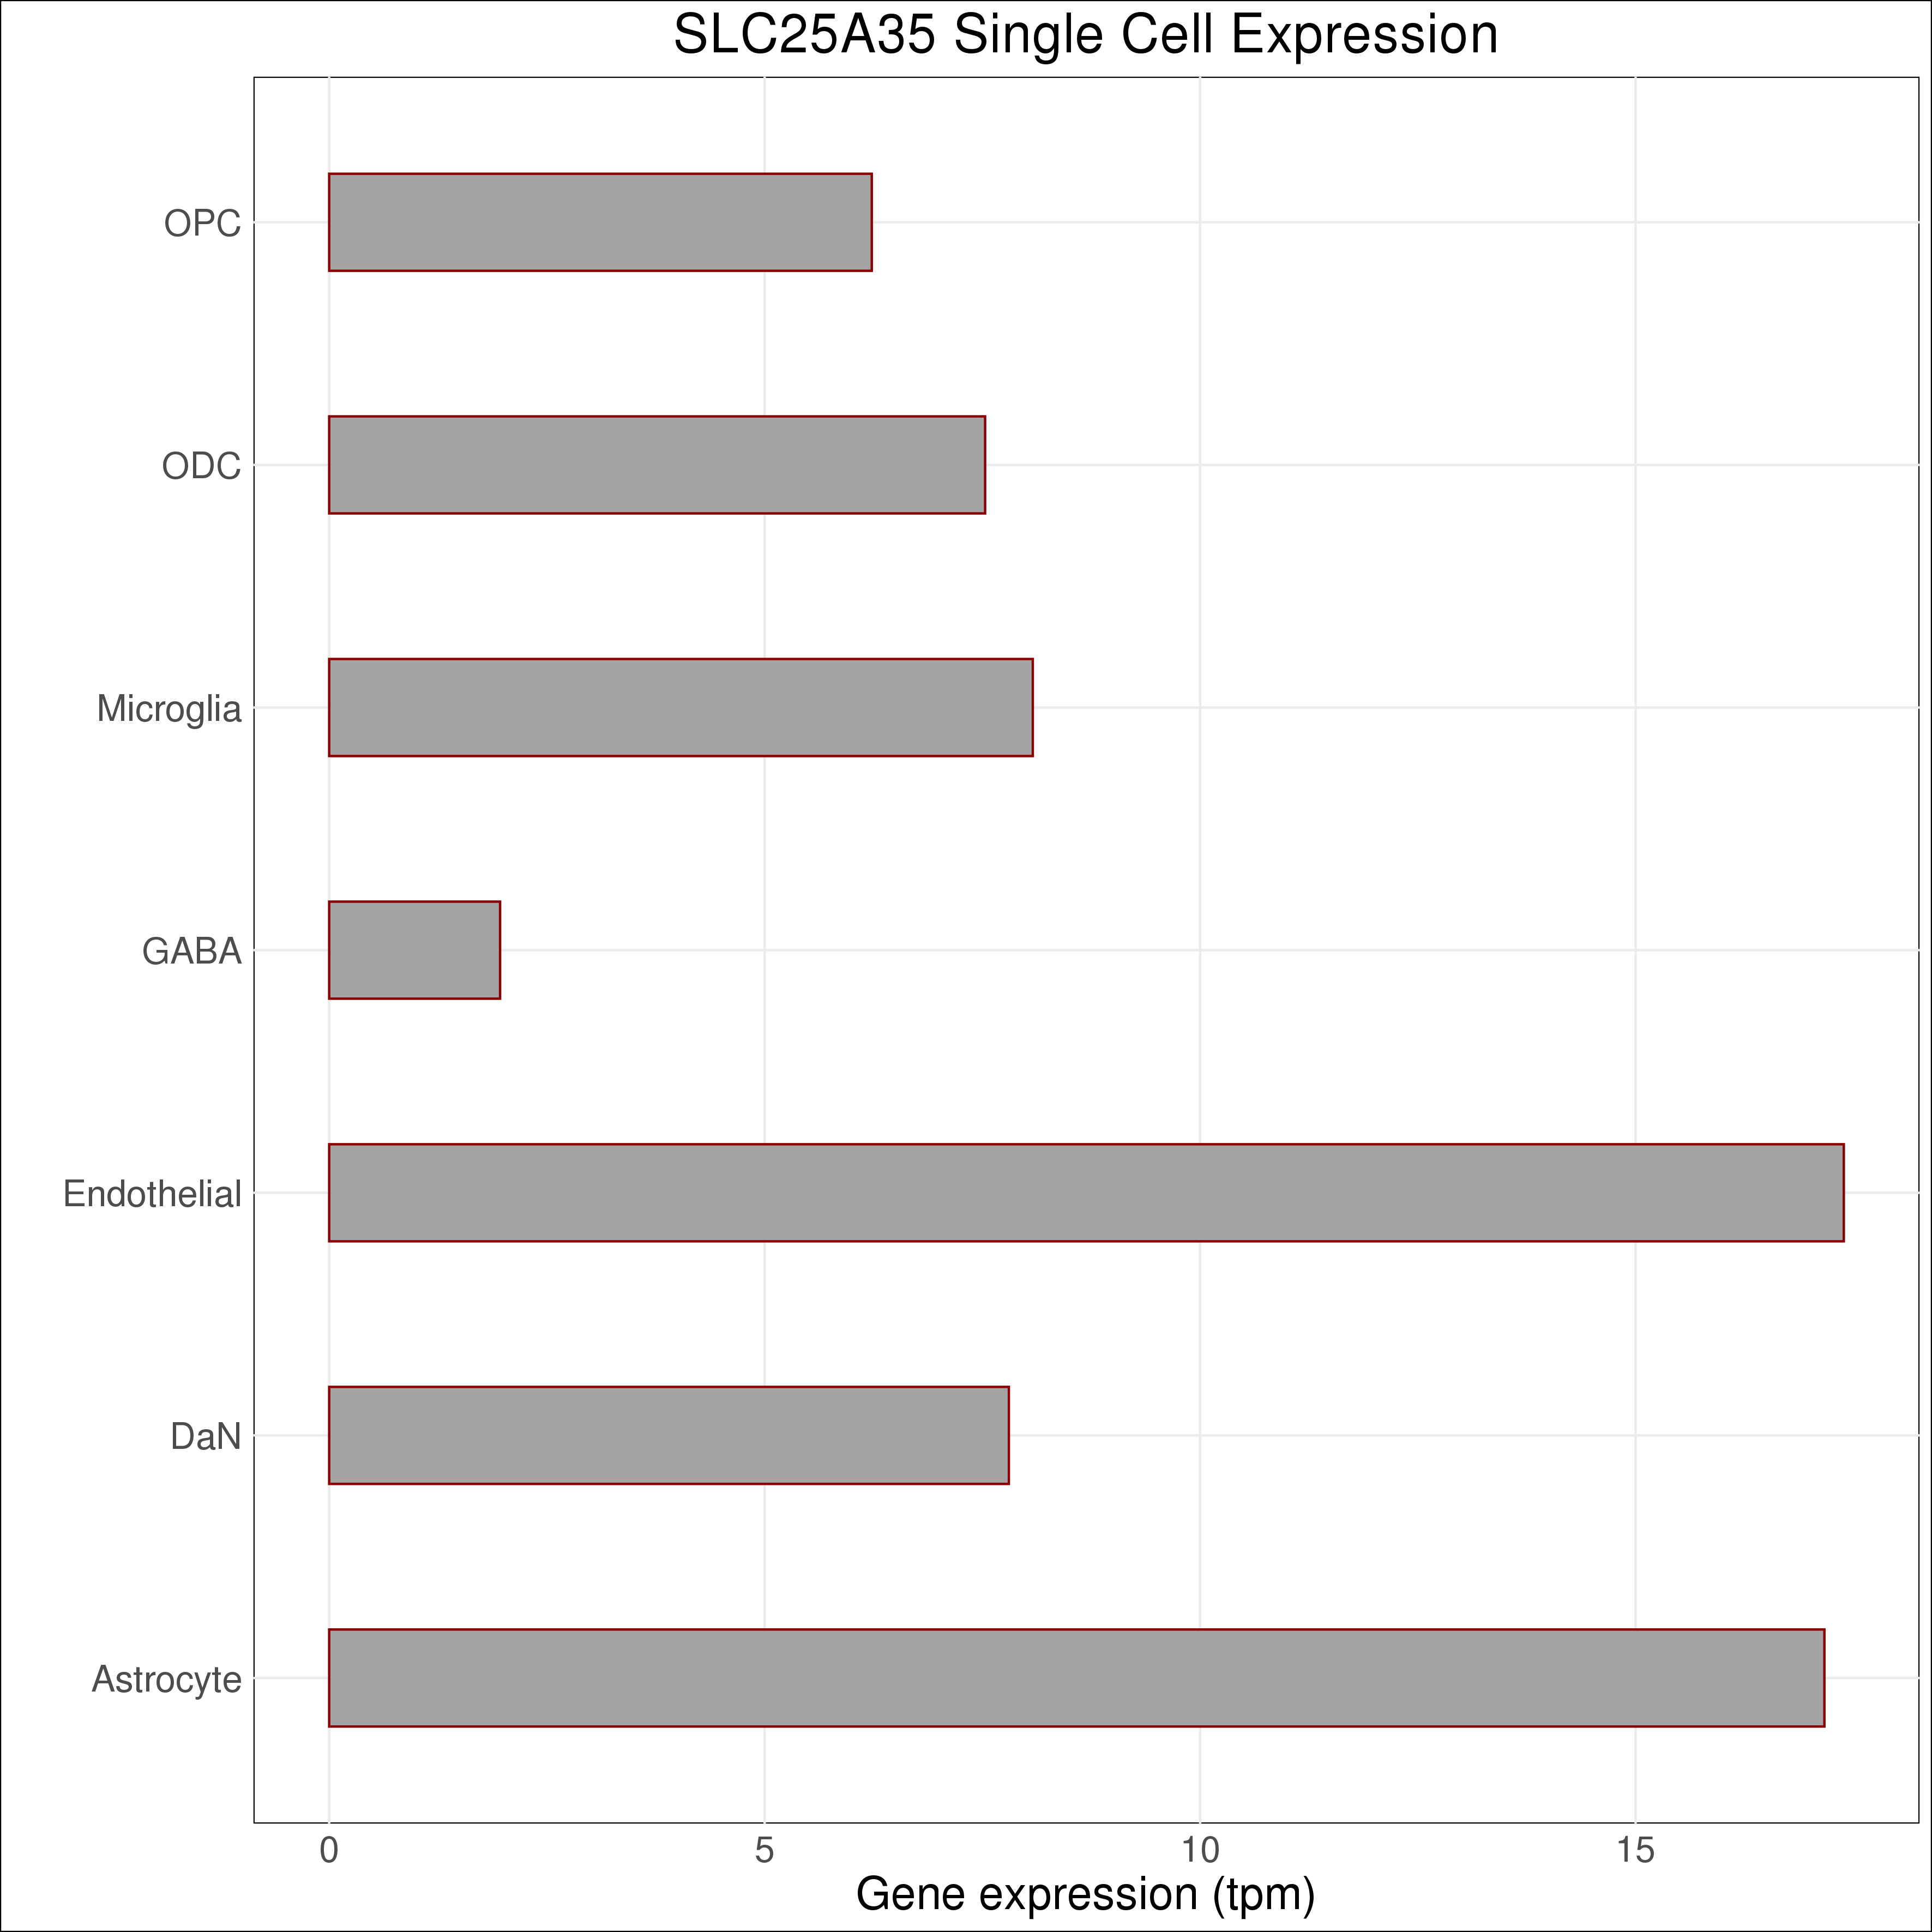 SLC25A35 Single Cell Expression
OPC
ODC
Microglia
GABA
Endothelial
DaN
Astrocyte
0 5 10 15
Gene expression (tpm)